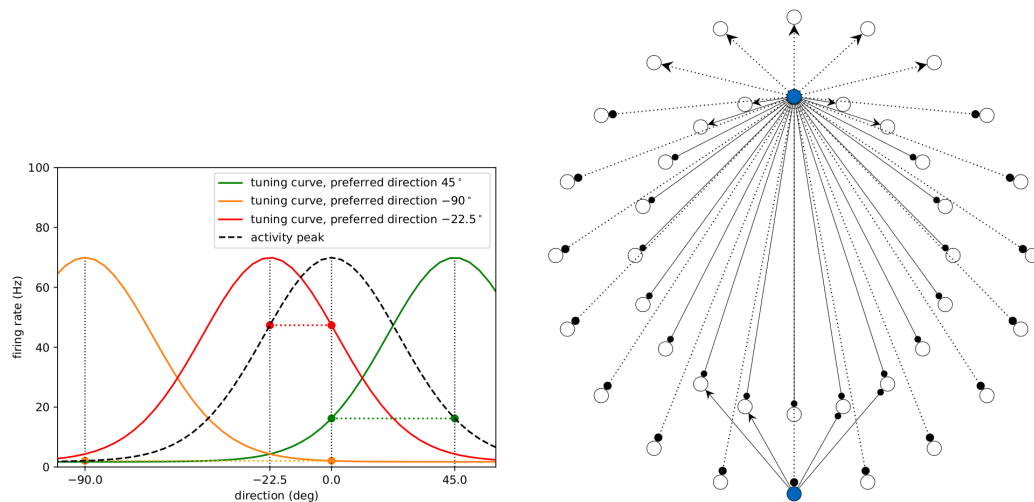 100
80
60
40
20
0
firing rate (Hz)
tuning curve, preferred direction 45°
tuning curve, preferred direction −90°
tuning curve, preferred direction −22.5°
activity peak
−90.0
−22.5
0.0
45.0
direction (deg)